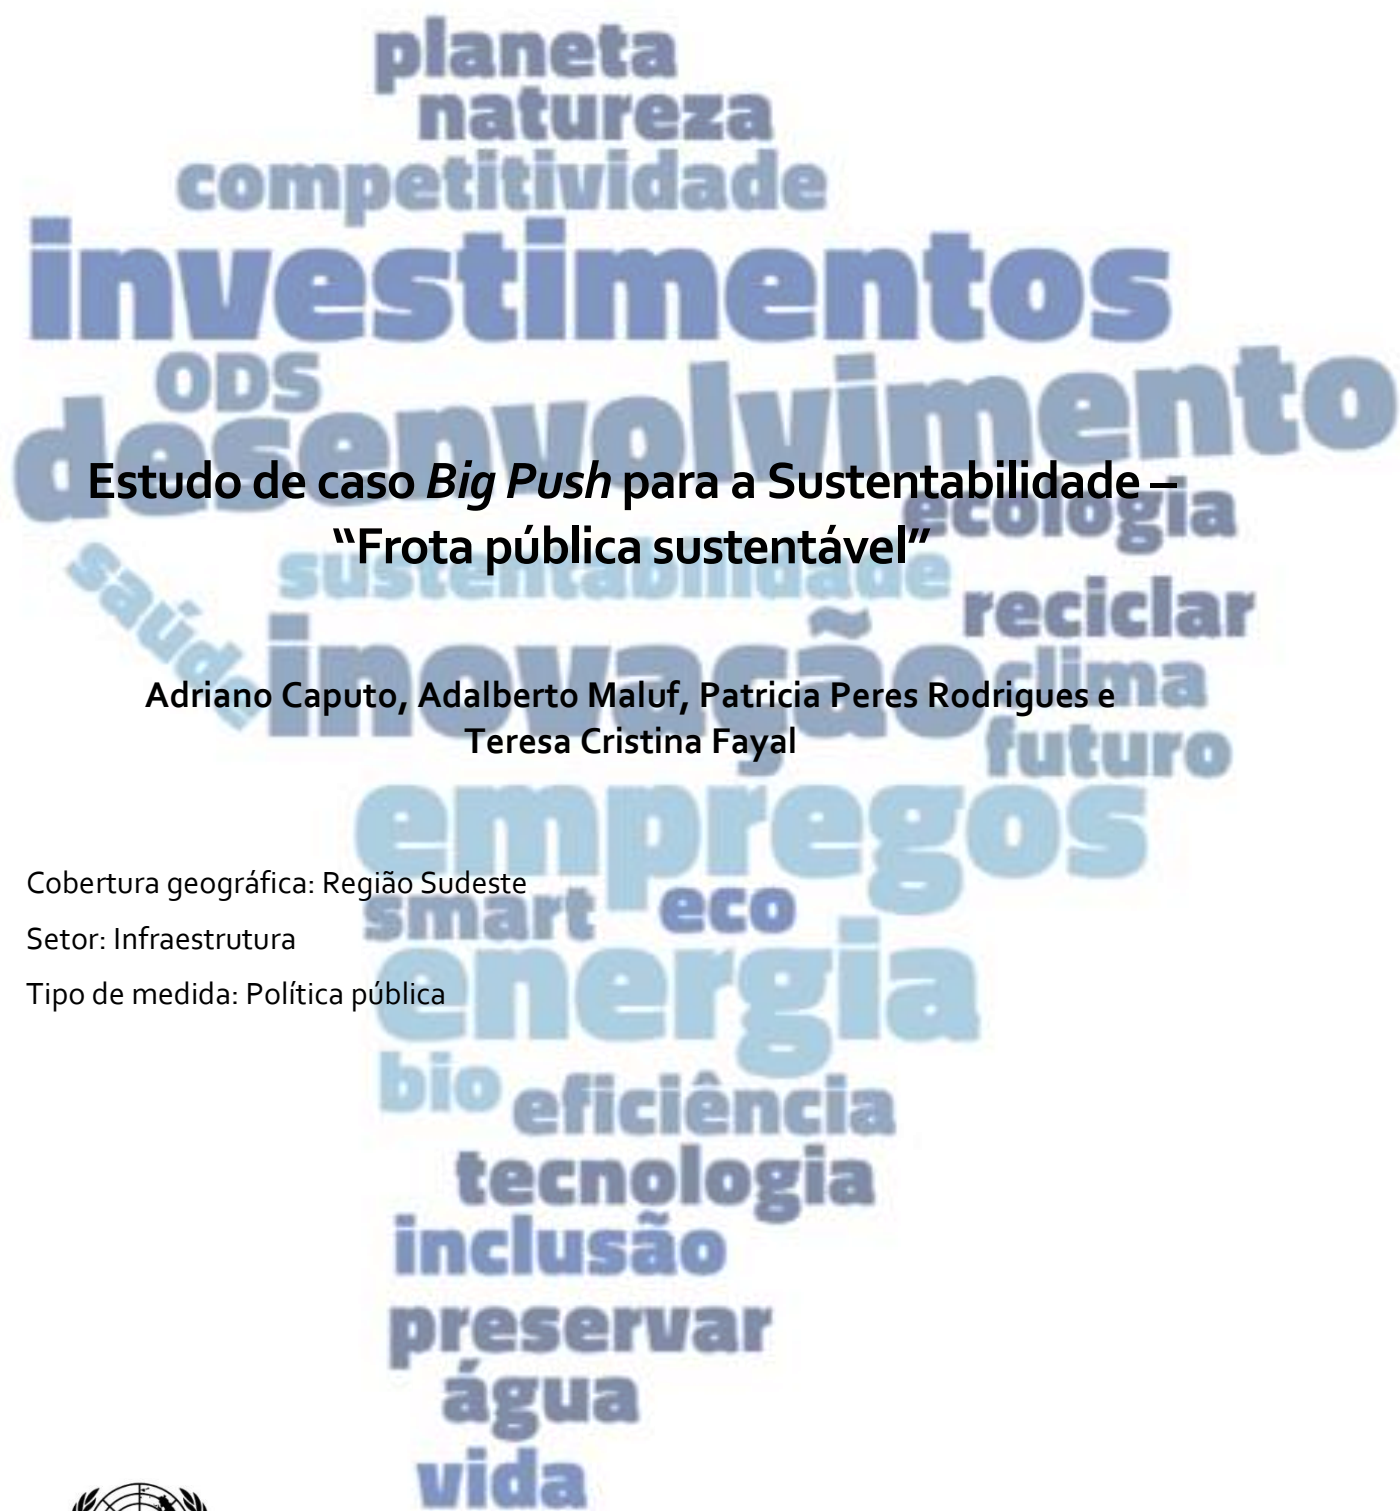 planeta
natureza
competitividade
investimentos
ODS
desenvolvimento
Estudo de caso Big Push para a Sustentabilidade –
ecologia
“Frota pública sustentável”
sustentabilidade
saúde
reciclar
inovação
clima
Adriano Caputo, Adalberto Maluf, Patricia Peres Rodrigues e
Teresa Cristina Fayal
futuro
empregos
Cobertura geográfica: Região Sudeste
smart
eco
Setor: Infraestrutura
energia
Tipo de medida: Política pública
bio
eficiência
tecnologia
inclusão
preservar
água
vida